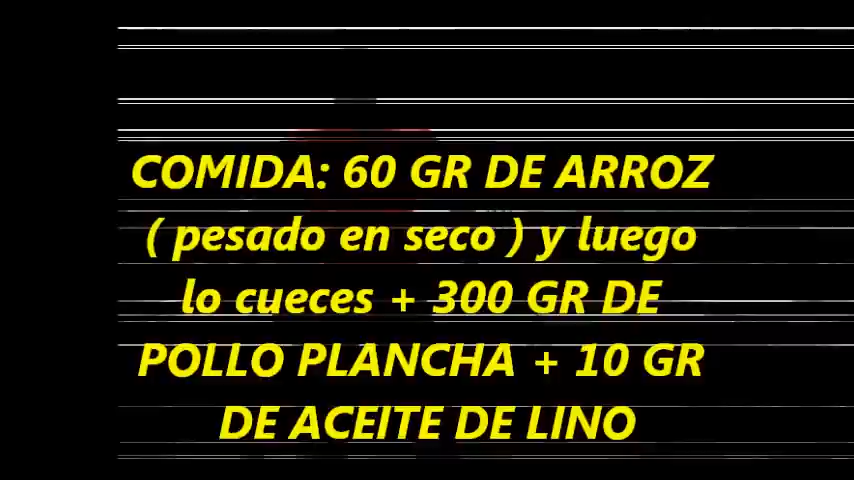 COMIDA: 60 GR DE ARROZ
( pesado en seco ) y luego
lo cueces + 300 GR DE
POLLO PLANCHA + 10 GR
DE ACEITE DE LINO